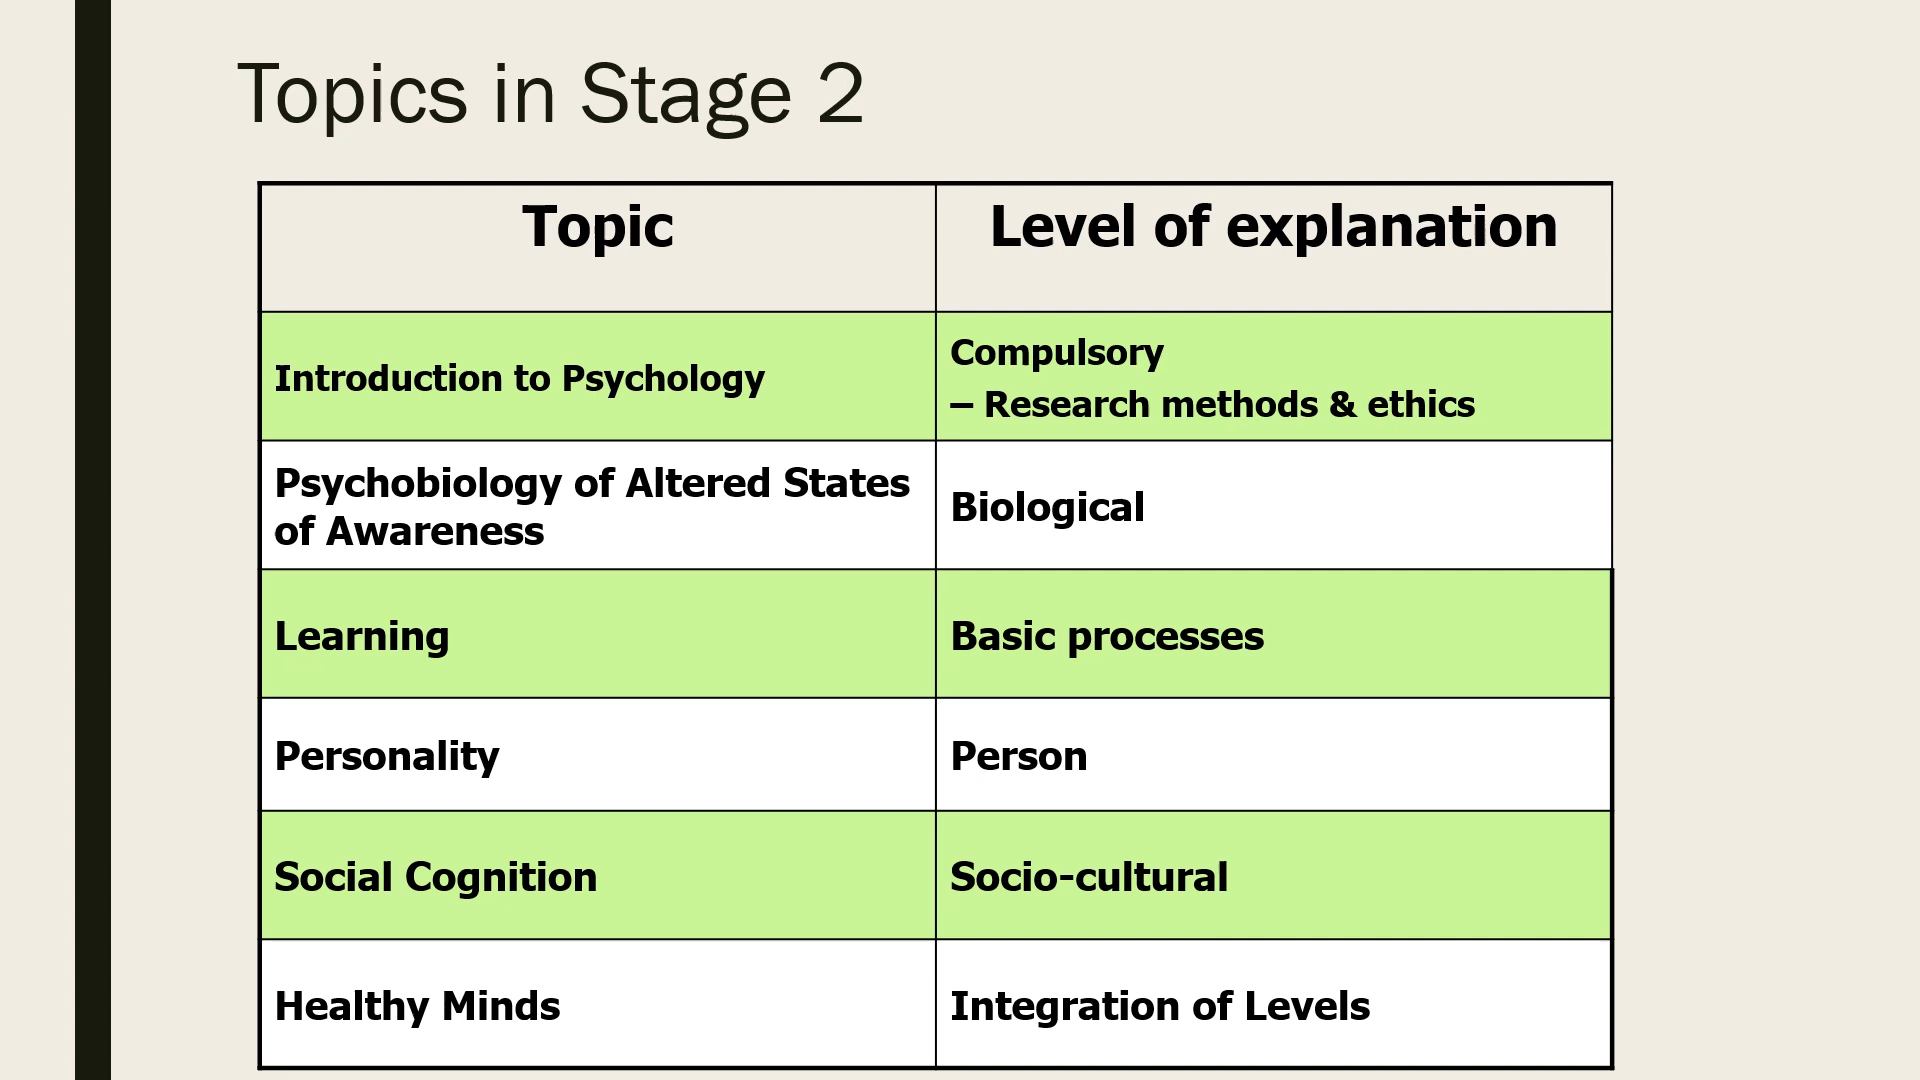 Topics in Stage 2
Topic
Level of explanation
Introduction to Psychology
Compulsory
– Research methods & ethics
Psychobiology of Altered States
of Awareness
Biological
Learning
Basic processes
Personality
Person
Social Cognition
Socio-cultural
Healthy Minds
Integration of Levels